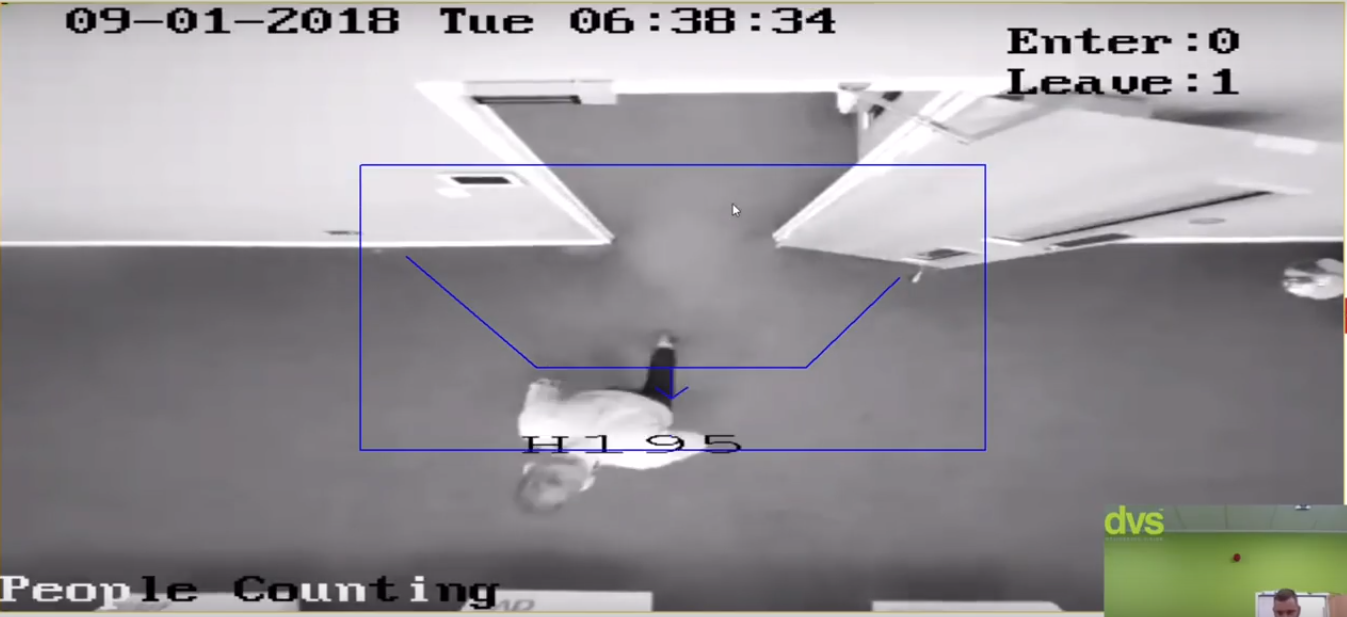 09-01-2018 Tue 06:38:34
Enter:0
Leave:1
H195
dvs
People Counting